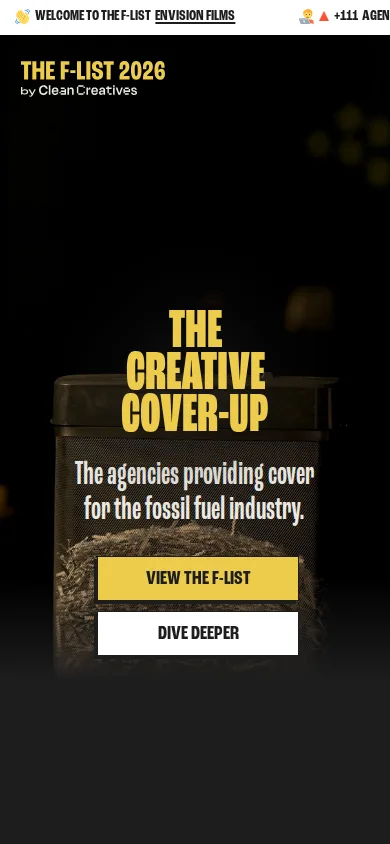 WELCOME TO THE F-LIST ENVISION FILMS
+111 AGEN
THE F-LIST 2026
by Clean Creatives
THE
CREATIVE
COVER-UP
The agencies providing cover
for the fossil fuel industry.
VIEW THE F-LIST
DIVE DEEPER